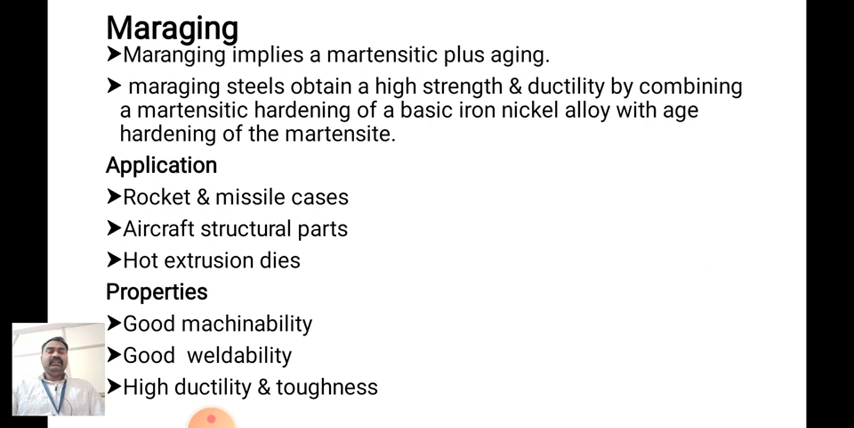 Maraging
➤Maranging implies a martensitic plus aging.
➤ maraging steels obtain a high strength & ductility by combining
a martensitic hardening of a basic iron nickel alloy with age
hardening of the martensite.
Application
➤Rocket & missile cases
➤Aircraft structural parts
➤Hot extrusion dies
Properties
➤Good machinability
➤Good  weldability
➤High ductility & toughness